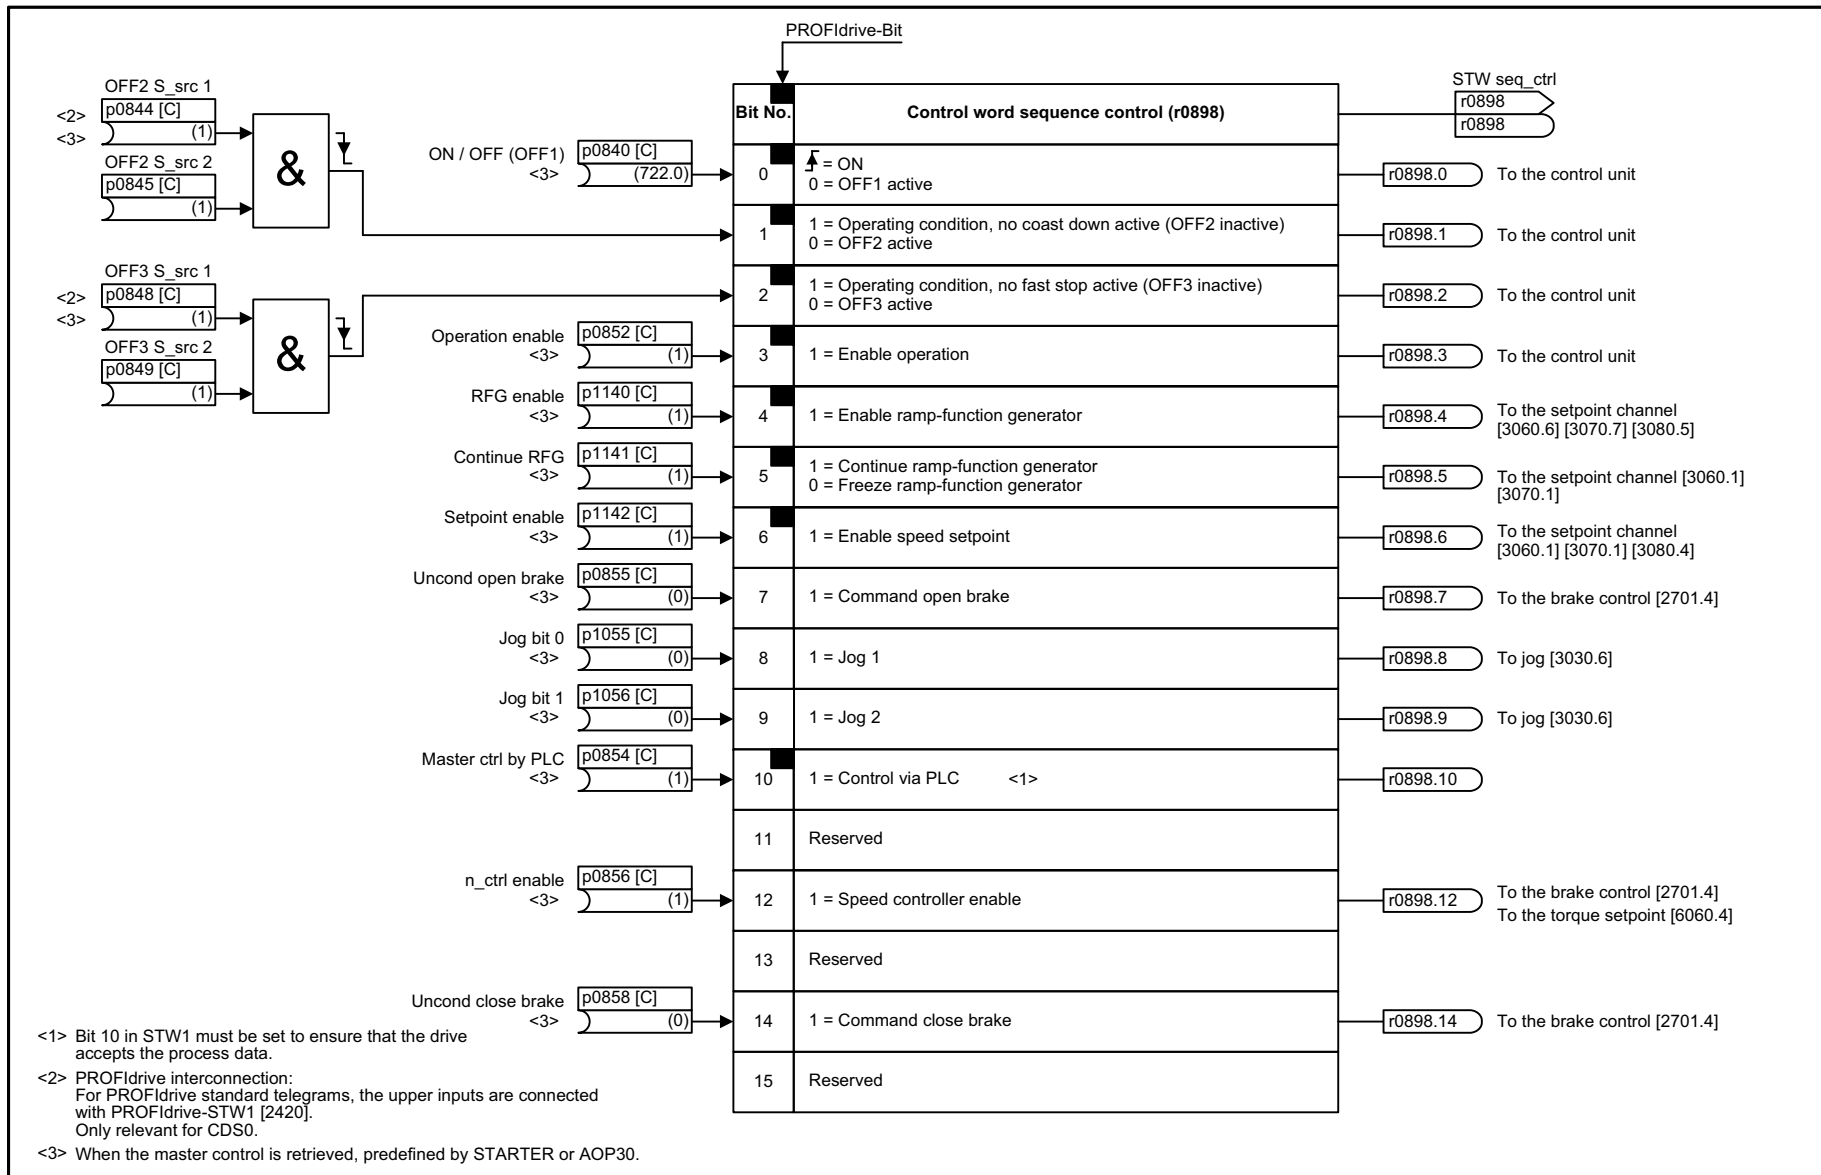 PROFIdrive-Bit
OFF2 S_src 1
<2>
p0844 [C]
<3>
(1)
OFF2 S_src 2
p0845 [C]
(1)
&
OFF3 S_src 1
<2>
p0848 [C]
<3>
(1)
OFF3 S_src 2
p0849 [C]
(1)
&
Bit No.
Control word sequence control (r0898)
STW seq_ctrl
r0898
r0898
ON / OFF (OFF1)
<3>
p0840 [C]
(722.0)
0
= ON
0 = OFF1 active
r0898.0
To the control unit
1
1 = Operating condition, no coast down active (OFF2 inactive)
0 = OFF2 active
r0898.1
To the control unit
2
1 = Operating condition, no fast stop active (OFF3 inactive)
0 = OFF3 active
r0898.2
To the control unit
Operation enable
<3>
p0852 [C]
(1)
3
1 = Enable operation
r0898.3
To the control unit
RFG enable
<3>
p1140 [C]
(1)
4
1 = Enable ramp-function generator
r0898.4
To the setpoint channel
[3060.6] [3070.7] [3080.5]
Continue RFG
<3>
p1141 [C]
(1)
5
1 = Continue ramp-function generator
0 = Freeze ramp-function generator
r0898.5
To the setpoint channel [3060.1]
[3070.1]
Setpoint enable
<3>
p1142 [C]
(1)
6
1 = Enable speed setpoint
r0898.6
To the setpoint channel
[3060.1] [3070.1] [3080.4]
Uncond open brake
<3>
p0855 [C]
(0)
7
1 = Command open brake
r0898.7
To the brake control [2701.4]
Jog bit 0
<3>
p1055 [C]
(0)
8
1 = Jog 1
r0898.8
To jog [3030.6]
Jog bit 1
<3>
p1056 [C]
(0)
9
1 = Jog 2
r0898.9
To jog [3030.6]
Master ctrl by PLC
<3>
p0854 [C]
(1)
10
1 = Control via PLC <1>
r0898.10
11
Reserved
n_ctrl enable
<3>
p0856 [C]
(1)
12
1 = Speed controller enable
r0898.12
To the brake control [2701.4]
To the torque setpoint [6060.4]
13
Reserved
Uncond close brake
<3>
p0858 [C]
(0)
14
1 = Command close brake
r0898.14
To the brake control [2701.4]
15
Reserved
<1> Bit 10 in STW1 must be set to ensure that the drive
accepts the process data.
<2> PROFIdrive interconnection:
For PROFIdrive standard telegrams, the upper inputs are connected
with PROFIdrive-STW1 [2420].
Only relevant for CDS0.
<3> When the master control is retrieved, predefined by STARTER or AOP30.